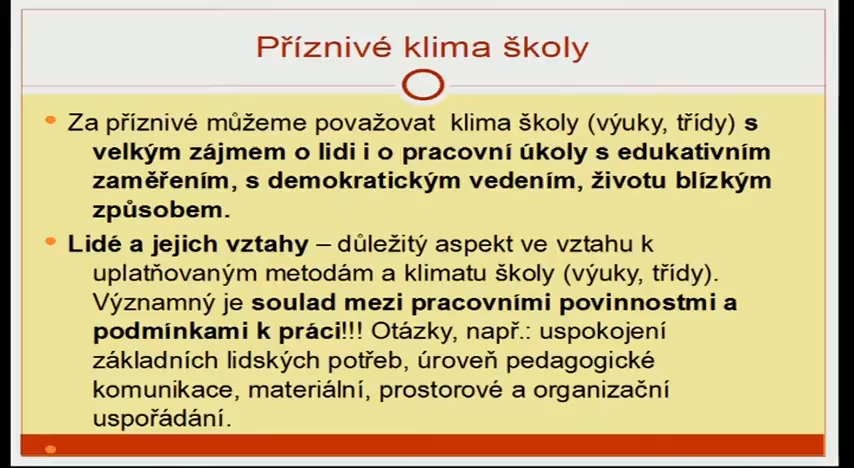 Příznivé klima školy
Za příznivé můžeme považovat klima školy (výuky, třídy) s
velkým zájmem o lidi i o pracovní úkoly s edukativním
zaměřením, s demokratickým vedením, životu blízkým
způsobem.
Lidé a jejich vztahy – důležitý aspekt ve vztahu k
uplatňovaným metodám a klimatu školy (výuky, třídy).
Významný je soulad mezi pracovními povinnostmi a
podmínkami k práci!!! Otázky, např.: uspokojení
základních lidských potřeb, úroveň pedagogické
komunikace, materiální, prostorové a organizační
uspořádání.